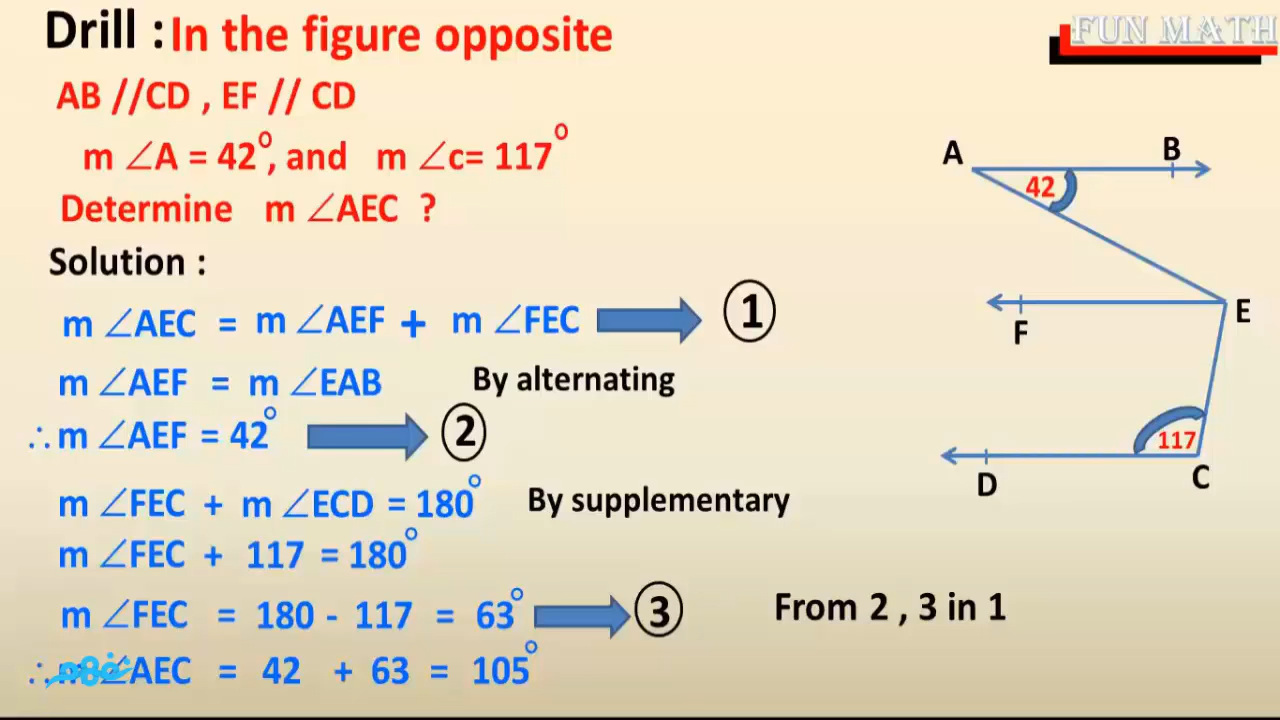 Drill : In the figure opposite
FUN MATH
AB //CD , EF // CD
m ∠A = 42°, and m ∠c= 117°
Determine m ∠AEC ?
Solution :
m ∠AEC = m ∠AEF + m ∠FEC 1
m ∠AEF = m ∠EAB By alternating
∴ m ∠AEF = 42° 2
m ∠FEC + m ∠ECD = 180° By supplementary
m ∠FEC + 117 = 180°
m ∠FEC = 180 - 117 = 63° 3 From 2 , 3 in 1
∴ m ∠AEC = 42 + 63 = 105°
نفهم
A
B
42
F
E
117
D
C